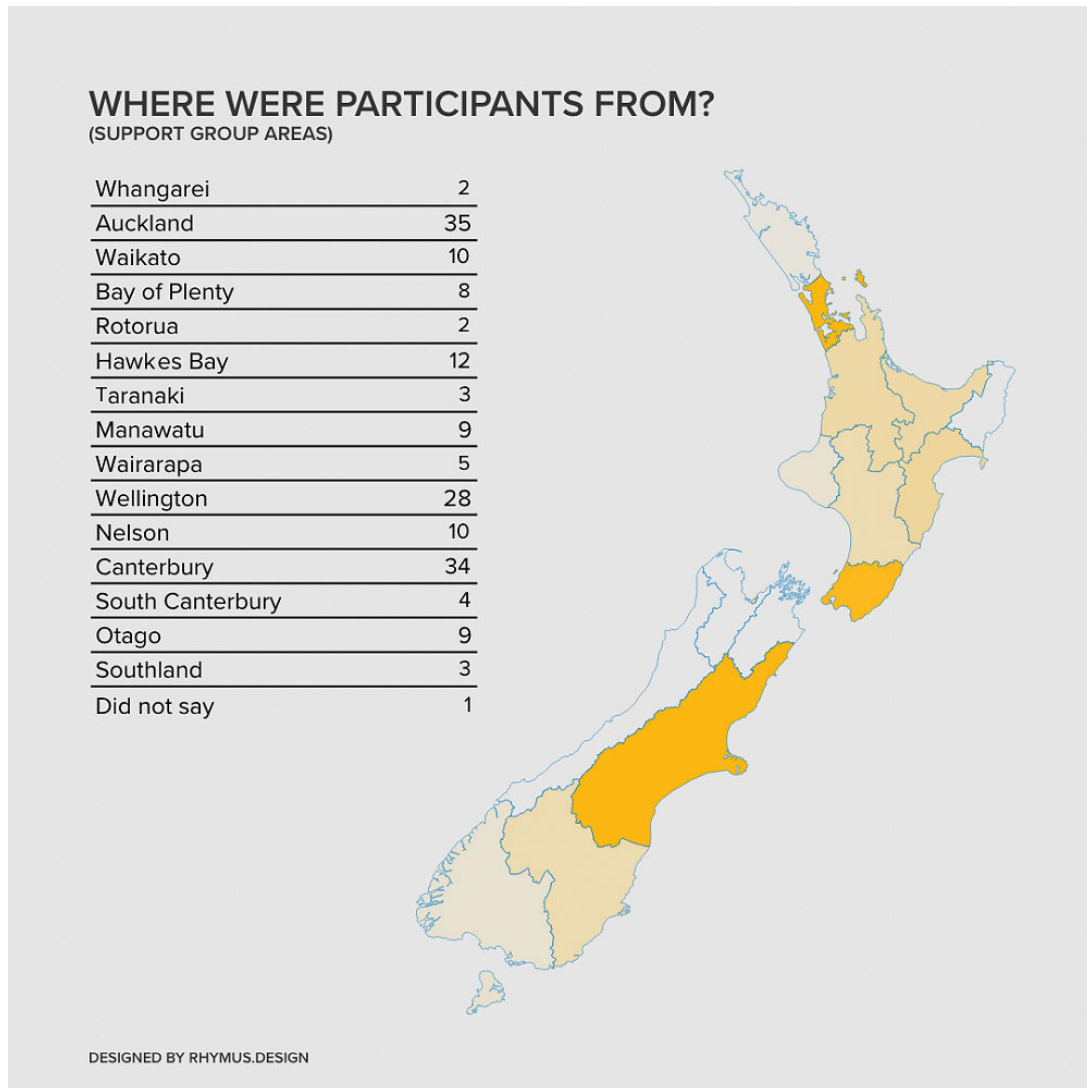 WHERE WERE PARTICIPANTS FROM?
(SUPPORT GROUP AREAS)
Whangarei 2
Auckland 35
Waikato 10
Bay of Plenty 8
Rotorua 2
Hawkes Bay 12
Taranaki 3
Manawatu 9
Wairarapa 5
Wellington 28
Nelson 10
Canterbury 34
South Canterbury 4
Otago 9
Southland 3
Did not say 1
DESIGNED BY RHYMUS.DESIGN